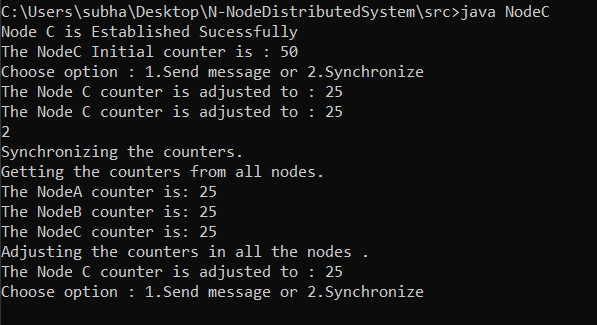 C:\Users\subha\Desktop\N-NodeDistributedSystem\src>java NodeC
Node C is Established Sucessfully
The NodeC Initial counter is : 50
Choose option : 1.Send message or 2.Synchronize
The Node C counter is adjusted to : 25
The Node C counter is adjusted to : 25
2
Synchronizing the counters.
Getting the counters from all nodes.
The NodeA counter is: 25
The NodeB counter is: 25
The NodeC counter is: 25
Adjusting the counters in all the nodes .
The Node C counter is adjusted to : 25
Choose option : 1.Send message or 2.Synchronize